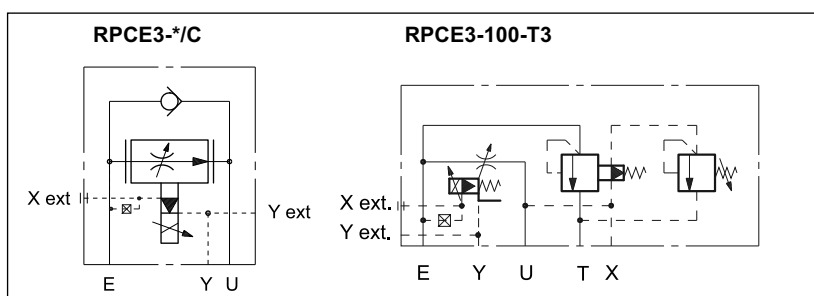 RPCE3-*/C
RPCE3-100-T3
X ext
Y ext
E Y U
X ext.
Y ext.
E Y U T X